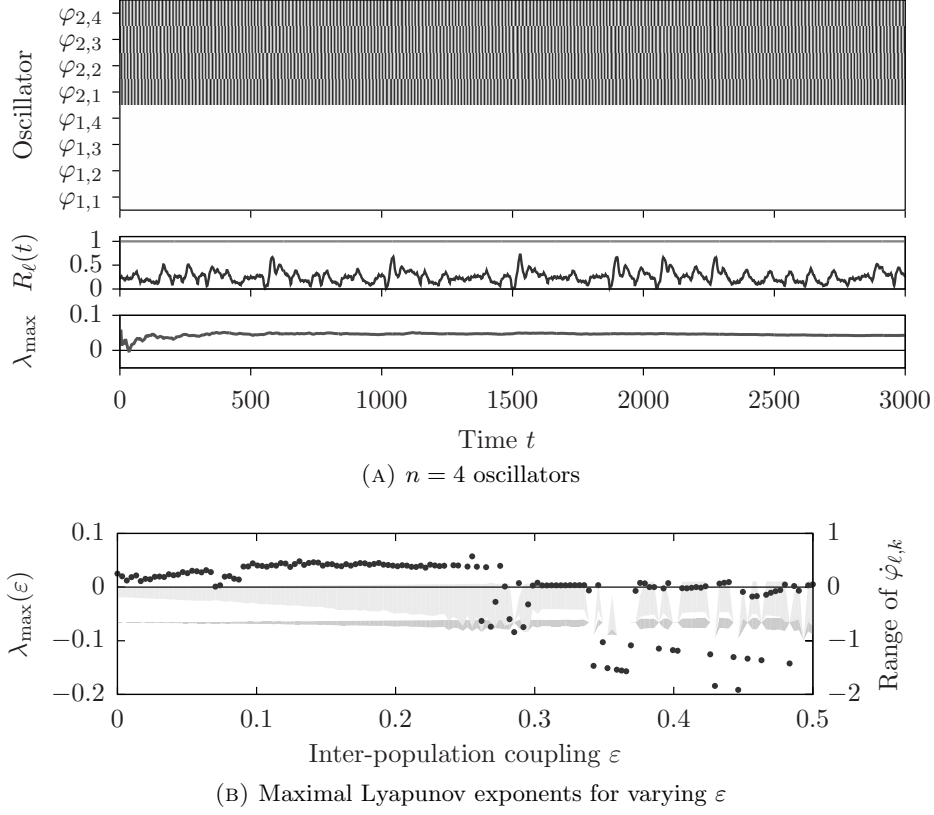 Oscillator
φ2,4
φ2,3
φ2,2
φ2,1
φ1,4
φ1,3
φ1,2
φ1,1
Rℓ(t)
1
0.5
0
λmax
0.1
0
0 500 1000 1500 2000 2500 3000
Time t
(A) n = 4 oscillators
λmax(ε)
0.1
0
−0.1
−0.2
1
0
−1
−2
Range of φ̇ℓ,k
0 0.1 0.2 0.3 0.4 0.5
Inter-population coupling ε
(B) Maximal Lyapunov exponents for varying ε